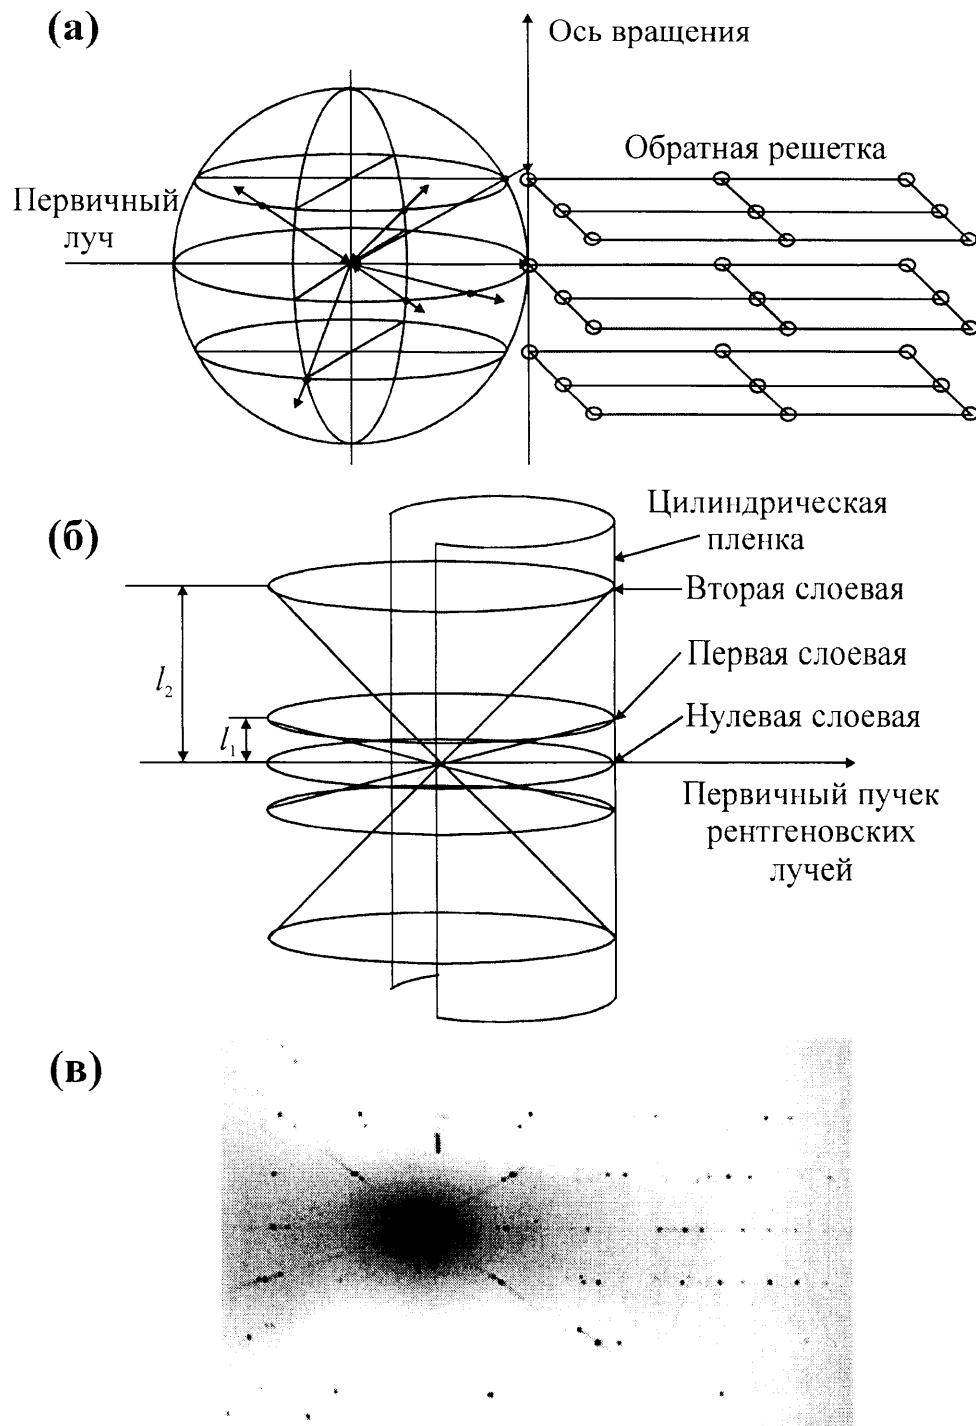 (а)
Ось вращения
Обратная решетка
Первичный
луч
(б)
Цилиндрическая
пленка
Вторая слоевая
l₂
Первая слоевая
l₁
Нулевая слоевая
Первичный пучек
рентгеновских
лучей
(в)